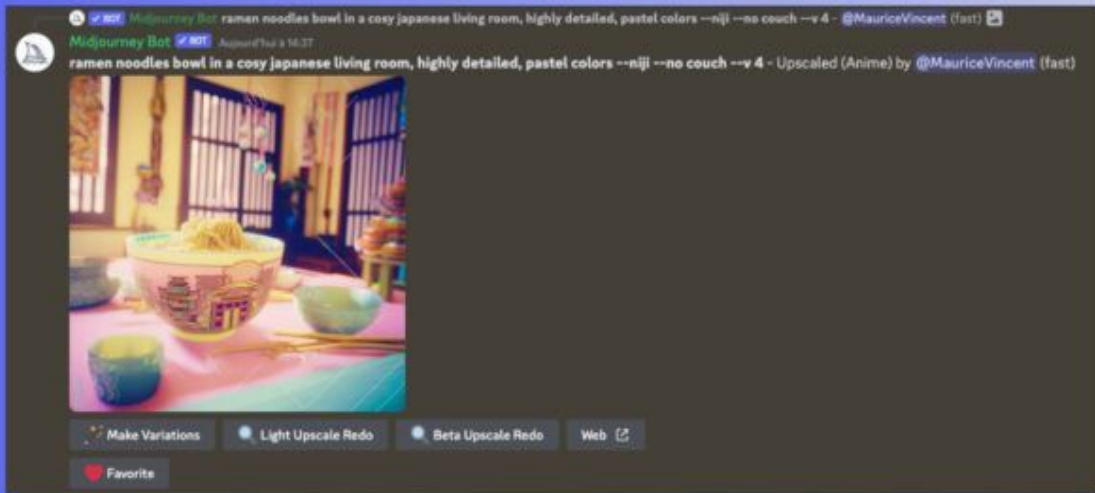 BOT Midjourney Bot ramen noodles bowl in a cosy japanese living room, highly detailed, pastel colors --niji --no couch --v 4 - @MauriceVincent (fast)
Midjourney Bot BOT Aujourd'hui à 14:37
ramen noodles bowl in a cosy japanese living room, highly detailed, pastel colors --niji --no couch --v 4 - Upscaled (Anime) by @MauriceVincent (fast)
Make Variations Light Upscale Redo Beta Upscale Redo Web
Favorite